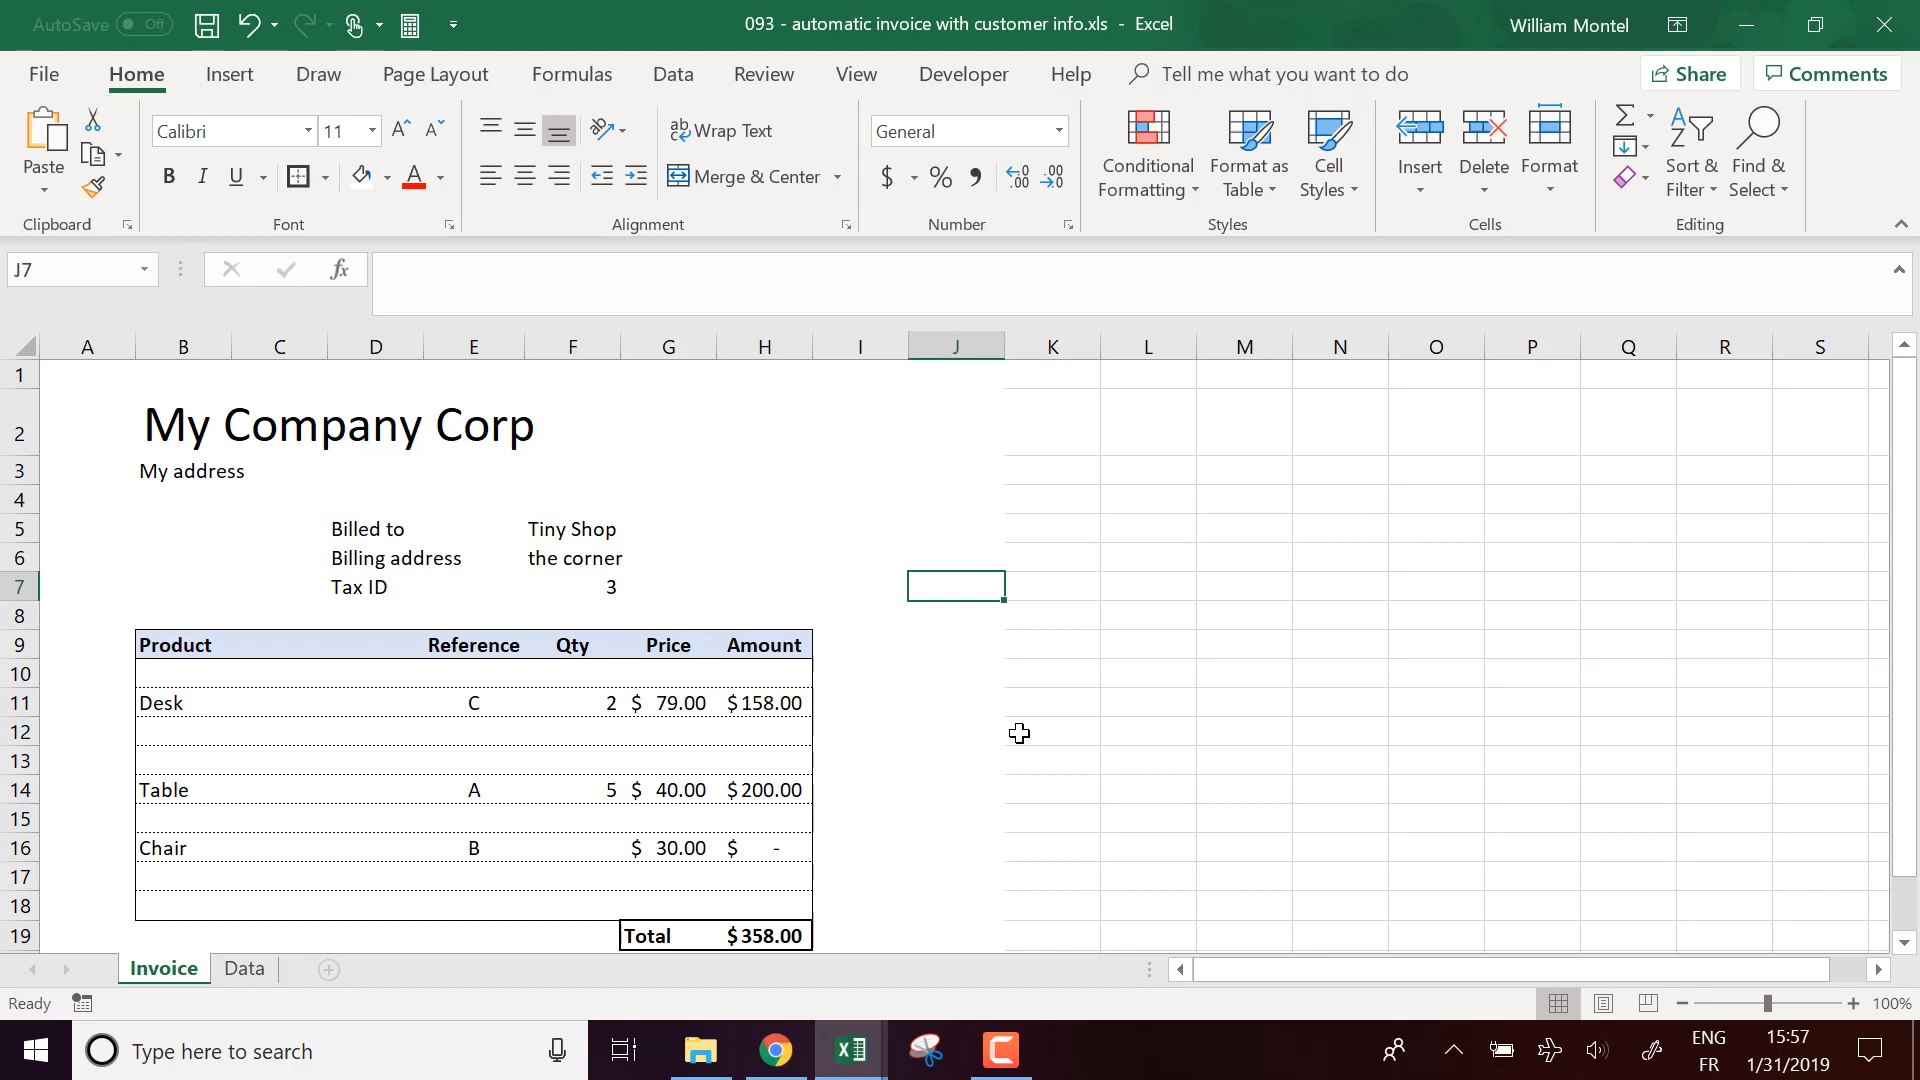 AutoSave Off 093 - automatic invoice with customer info.xls - Excel William Montel
File Home Insert Draw Page Layout Formulas Data Review View Developer Help Tell me what you want to do Share Comments
Paste Calibri 11 Wrap Text General Conditional Formatting Format as Table Cell Styles Insert Delete Format Sort & Filter Find & Select
B I U Merge & Center $ %
Clipboard Font Alignment Number Styles Cells Editing
J7 fx
A B C D E F G H I J K L M N O P Q R S
1
2 My Company Corp
3 My address
4
5 Billed to Tiny Shop
6 Billing address the corner
7 Tax ID 3
8
9 Product Reference Qty Price Amount
10
11 Desk C 2 $ 79.00 $158.00
12
13
14 Table A 5 $ 40.00 $200.00
15
16 Chair B $ 30.00 $ -
17
18
19 Total $358.00
Invoice Data
Ready 100%
Type here to search ENG 15:57
FR 1/31/2019